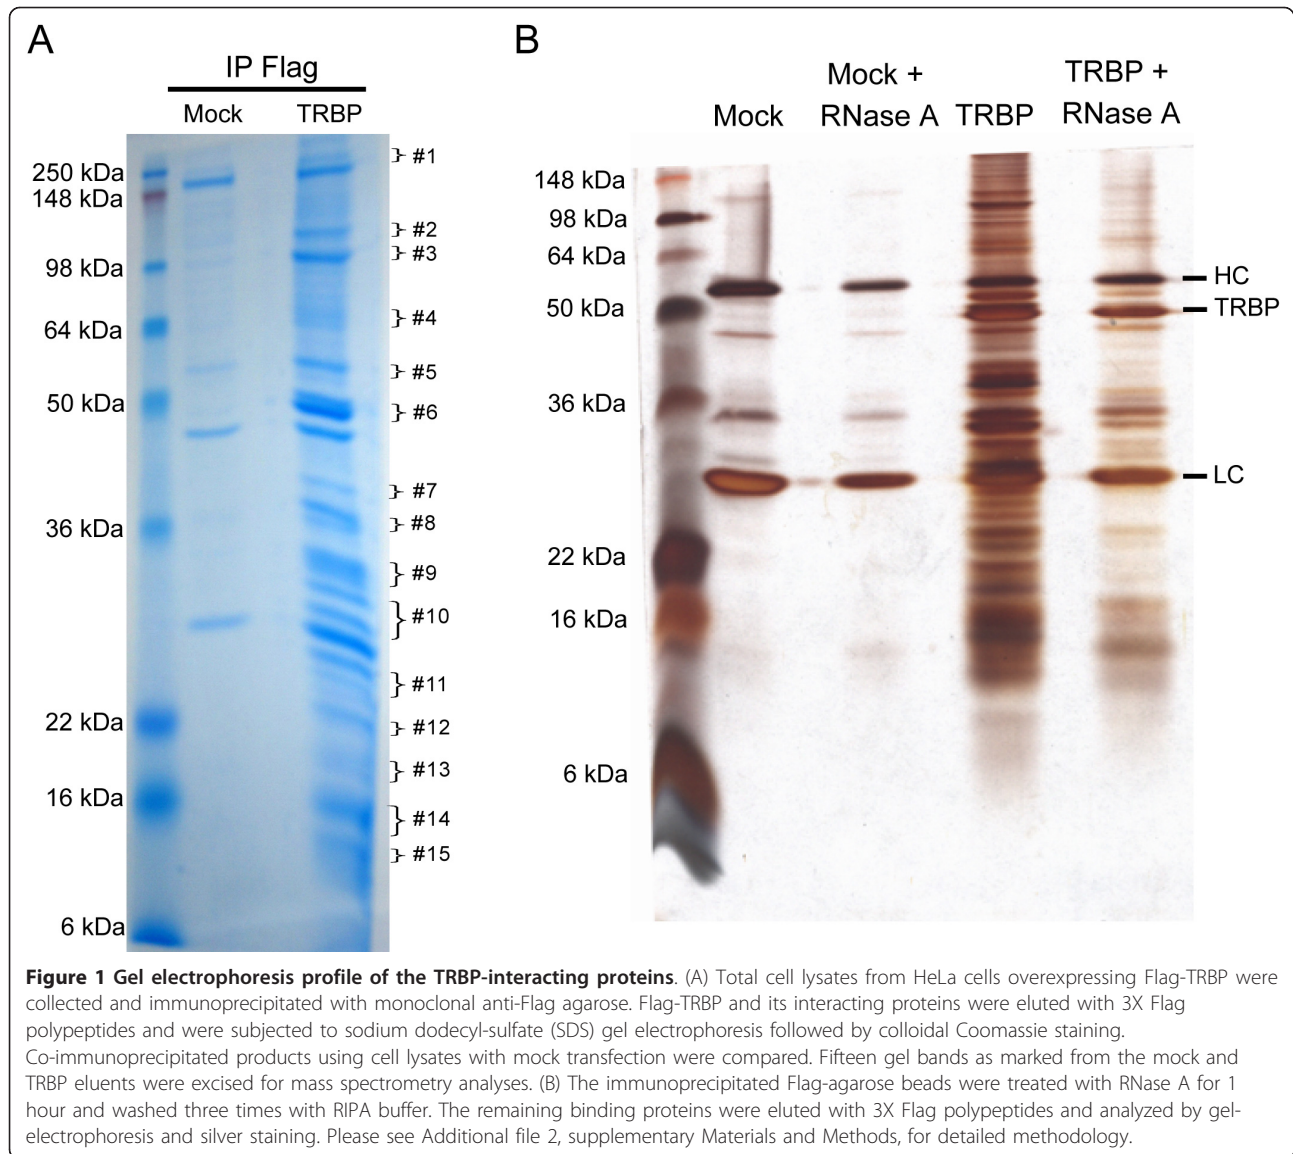 A
IP Flag
Mock TRBP
250 kDa
148 kDa
98 kDa
64 kDa
50 kDa
36 kDa
22 kDa
16 kDa
6 kDa
} #1
} #2
} #3
} #4
} #5
} #6
} #7
} #8
} #9
} #10
} #11
} #12
} #13
} #14
} #15
B
Mock Mock + RNase A TRBP TRBP + RNase A
148 kDa
98 kDa
64 kDa
50 kDa
36 kDa
22 kDa
16 kDa
6 kDa
HC
TRBP
LC
Figure 1 Gel electrophoresis profile of the TRBP-interacting proteins. (A) Total cell lysates from HeLa cells overexpressing Flag-TRBP were
collected and immunoprecipitated with monoclonal anti-Flag agarose. Flag-TRBP and its interacting proteins were eluted with 3X Flag
polypeptides and were subjected to sodium dodecyl-sulfate (SDS) gel electrophoresis followed by colloidal Coomassie staining.
Co-immunoprecipitated products using cell lysates with mock transfection were compared. Fifteen gel bands as marked from the mock and
TRBP eluents were excised for mass spectrometry analyses. (B) The immunoprecipitated Flag-agarose beads were treated with RNase A for 1
hour and washed three times with RIPA buffer. The remaining binding proteins were eluted with 3X Flag polypeptides and analyzed by gel-
electrophoresis and silver staining. Please see Additional file 2, supplementary Materials and Methods, for detailed methodology.